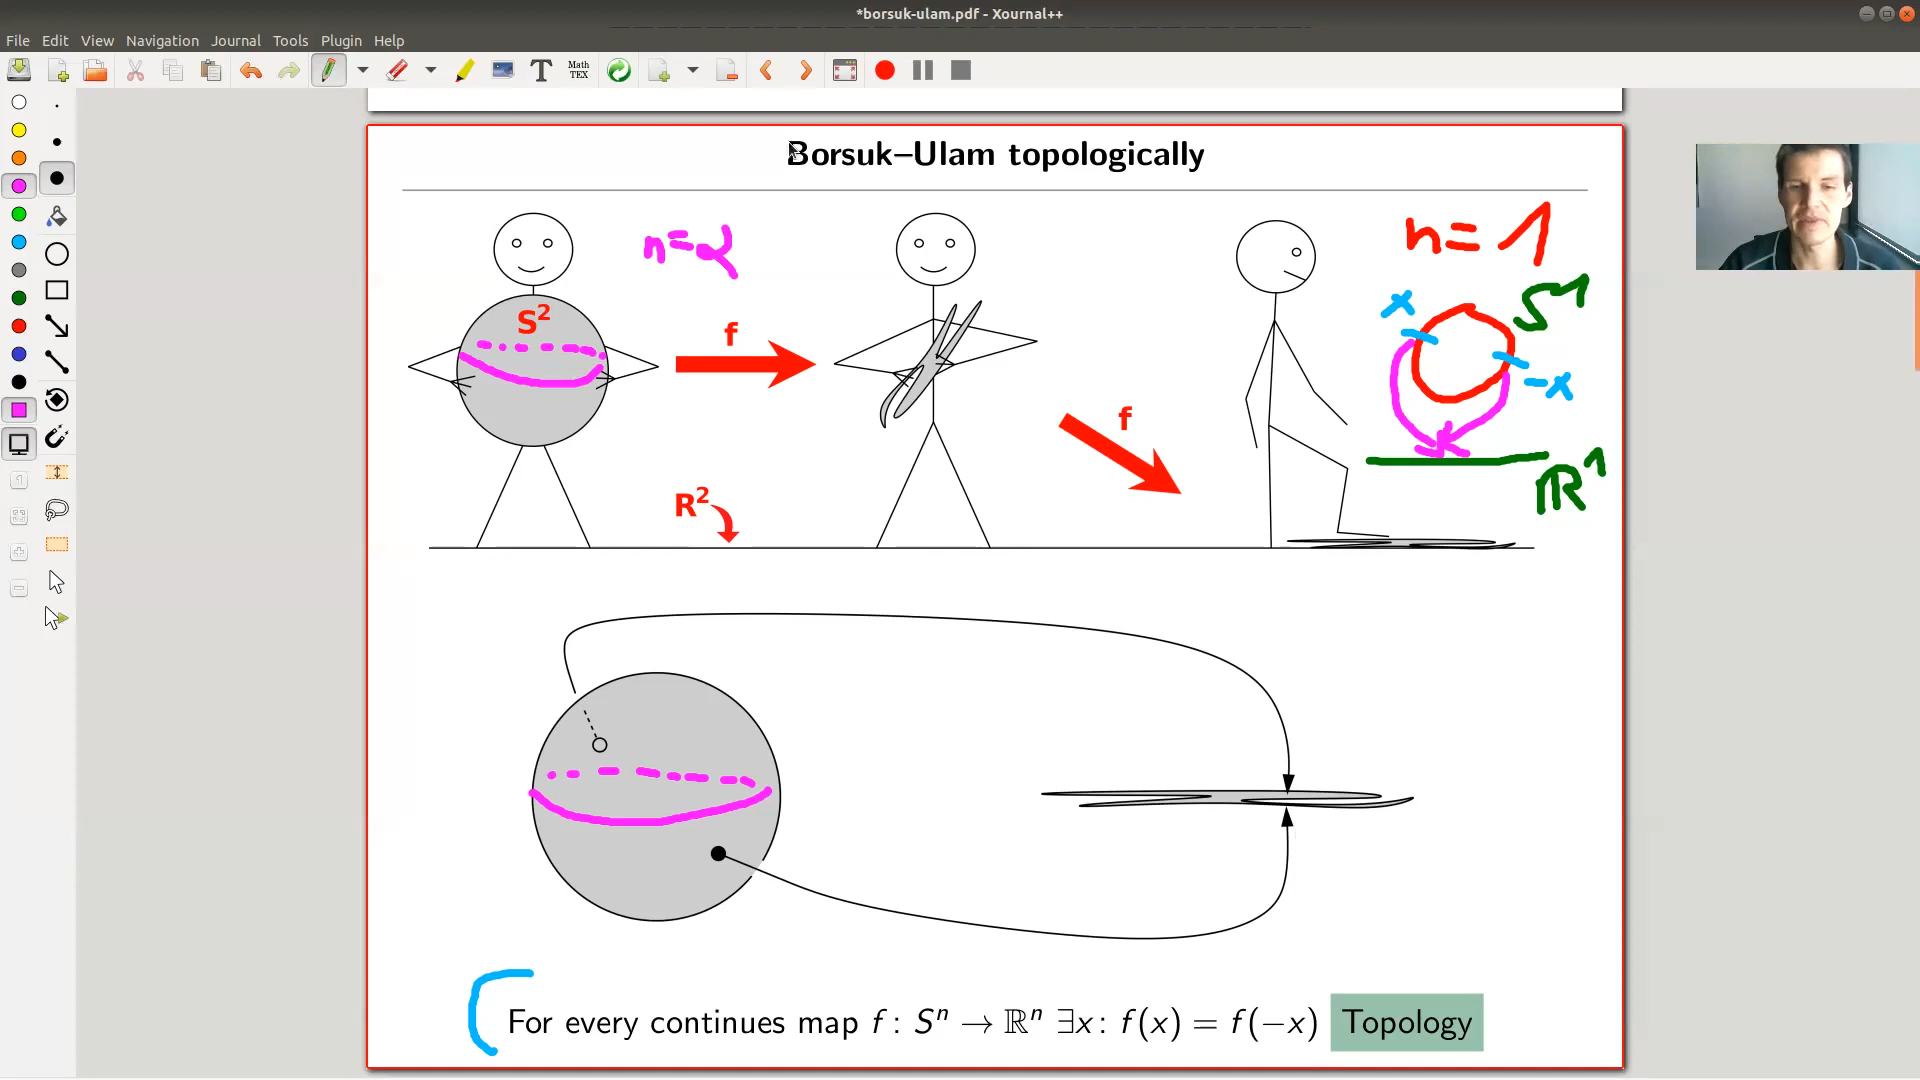 *borsuk-ulam.pdf - Xournal++
File Edit View Navigation Journal Tools Plugin Help
T Math TEX
Borsuk–Ulam topologically
n=2
n=1
S²
f
x
S¹
-x
f
R²
ℝ¹
For every continues map f : Sⁿ → ℝⁿ ∃x : f(x) = f(−x) Topology